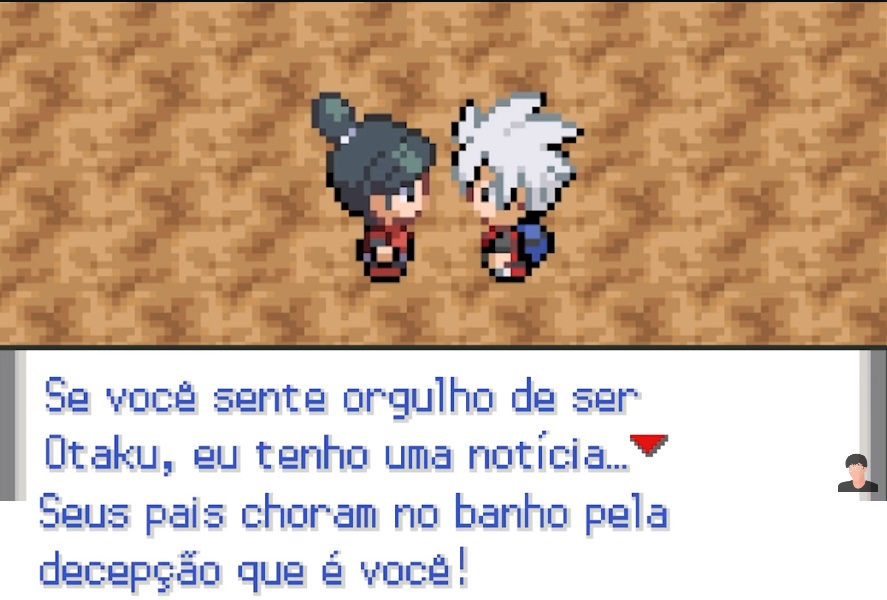 Se você sente orgulho de ser
Otaku, eu tenho uma notícia...
Seus pais choram no banho pela
decepção que é você!